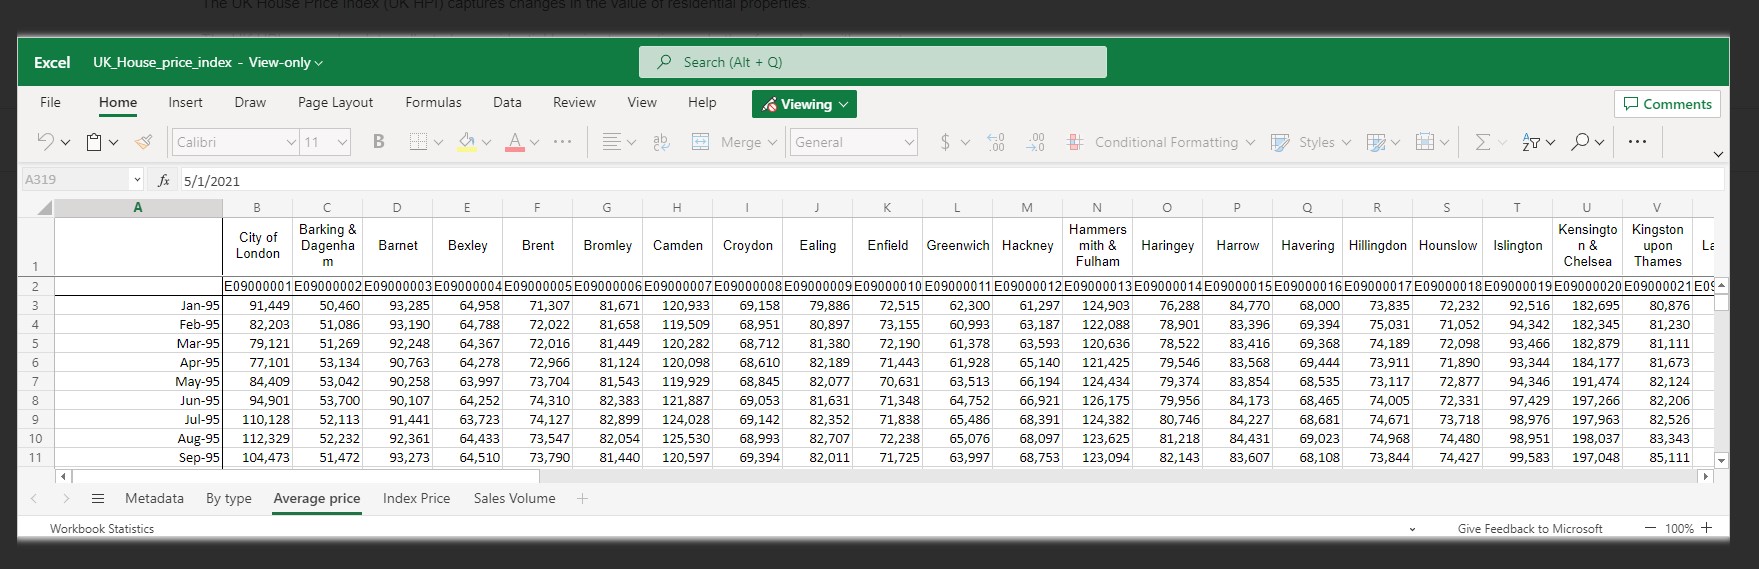 The UK House Price Index (UK HPI) captures changes in the value of residential properties.
Excel UK_House_price_index - View-only Search (Alt + Q)
File Home Insert Draw Page Layout Formulas Data Review View Help Viewing Comments
Calibri 11 B A ab Merge General $ .00 .00 Conditional Formatting Styles
A319 fx 5/1/2021
A B C D E F G H I J K L M N O P Q R S T U V
1 City of London Barking & Dagenha m Barnet Bexley Brent Bromley Camden Croydon Ealing Enfield Greenwich Hackney Hammers mith & Fulham Haringey Harrow Havering Hillingdon Hounslow Islington Kensingto n & Chelsea Kingston upon Thames
2 E09000001 E09000002 E09000003 E09000004 E09000005 E09000006 E09000007 E09000008 E09000009 E09000010 E09000011 E09000012 E09000013 E09000014 E09000015 E09000016 E09000017 E09000018 E09000019 E09000020 E09000021
3 Jan-95 91,449 50,460 93,285 64,958 71,307 81,671 120,933 69,158 79,886 72,515 62,300 61,297 124,903 76,288 84,770 68,000 73,835 72,232 92,516 182,695 80,876
4 Feb-95 82,203 51,086 93,190 64,788 72,022 81,658 119,509 68,951 80,897 73,155 60,993 63,187 122,088 78,901 83,396 69,394 75,031 71,052 94,342 182,345 81,230
5 Mar-95 79,121 51,269 92,248 64,367 72,016 81,449 120,282 68,712 81,380 72,190 61,378 63,593 120,636 78,522 83,416 69,368 74,189 72,098 93,466 182,879 81,111
6 Apr-95 77,101 53,134 90,763 64,278 72,966 81,124 120,098 68,610 82,189 71,443 61,928 65,140 121,425 79,546 83,568 69,444 73,911 71,890 93,344 184,177 81,673
7 May-95 84,409 53,042 90,258 63,997 73,704 81,543 119,929 68,845 82,077 70,631 63,513 66,194 124,434 79,374 83,854 68,535 73,117 72,877 94,346 191,474 82,124
8 Jun-95 94,901 53,700 90,107 64,252 74,310 82,383 121,887 69,053 81,631 71,348 64,752 66,921 126,175 79,956 84,173 68,465 74,005 72,331 97,429 197,266 82,206
9 Jul-95 110,128 52,113 91,441 63,723 74,127 82,899 124,028 69,142 82,352 71,838 65,486 68,391 124,382 80,746 84,227 68,681 74,671 73,718 98,976 197,963 82,526
10 Aug-95 112,329 52,232 92,361 64,433 73,547 82,054 125,530 68,993 82,707 72,238 65,076 68,097 123,625 81,218 84,431 69,023 74,968 74,480 98,951 198,037 83,343
11 Sep-95 104,473 51,472 93,273 64,510 73,790 81,440 120,597 69,394 82,011 71,725 63,997 68,753 123,094 82,143 83,607 68,108 73,844 74,427 99,583 197,048 85,111
Metadata By type Average price Index Price Sales Volume
Workbook Statistics Give Feedback to Microsoft 100%